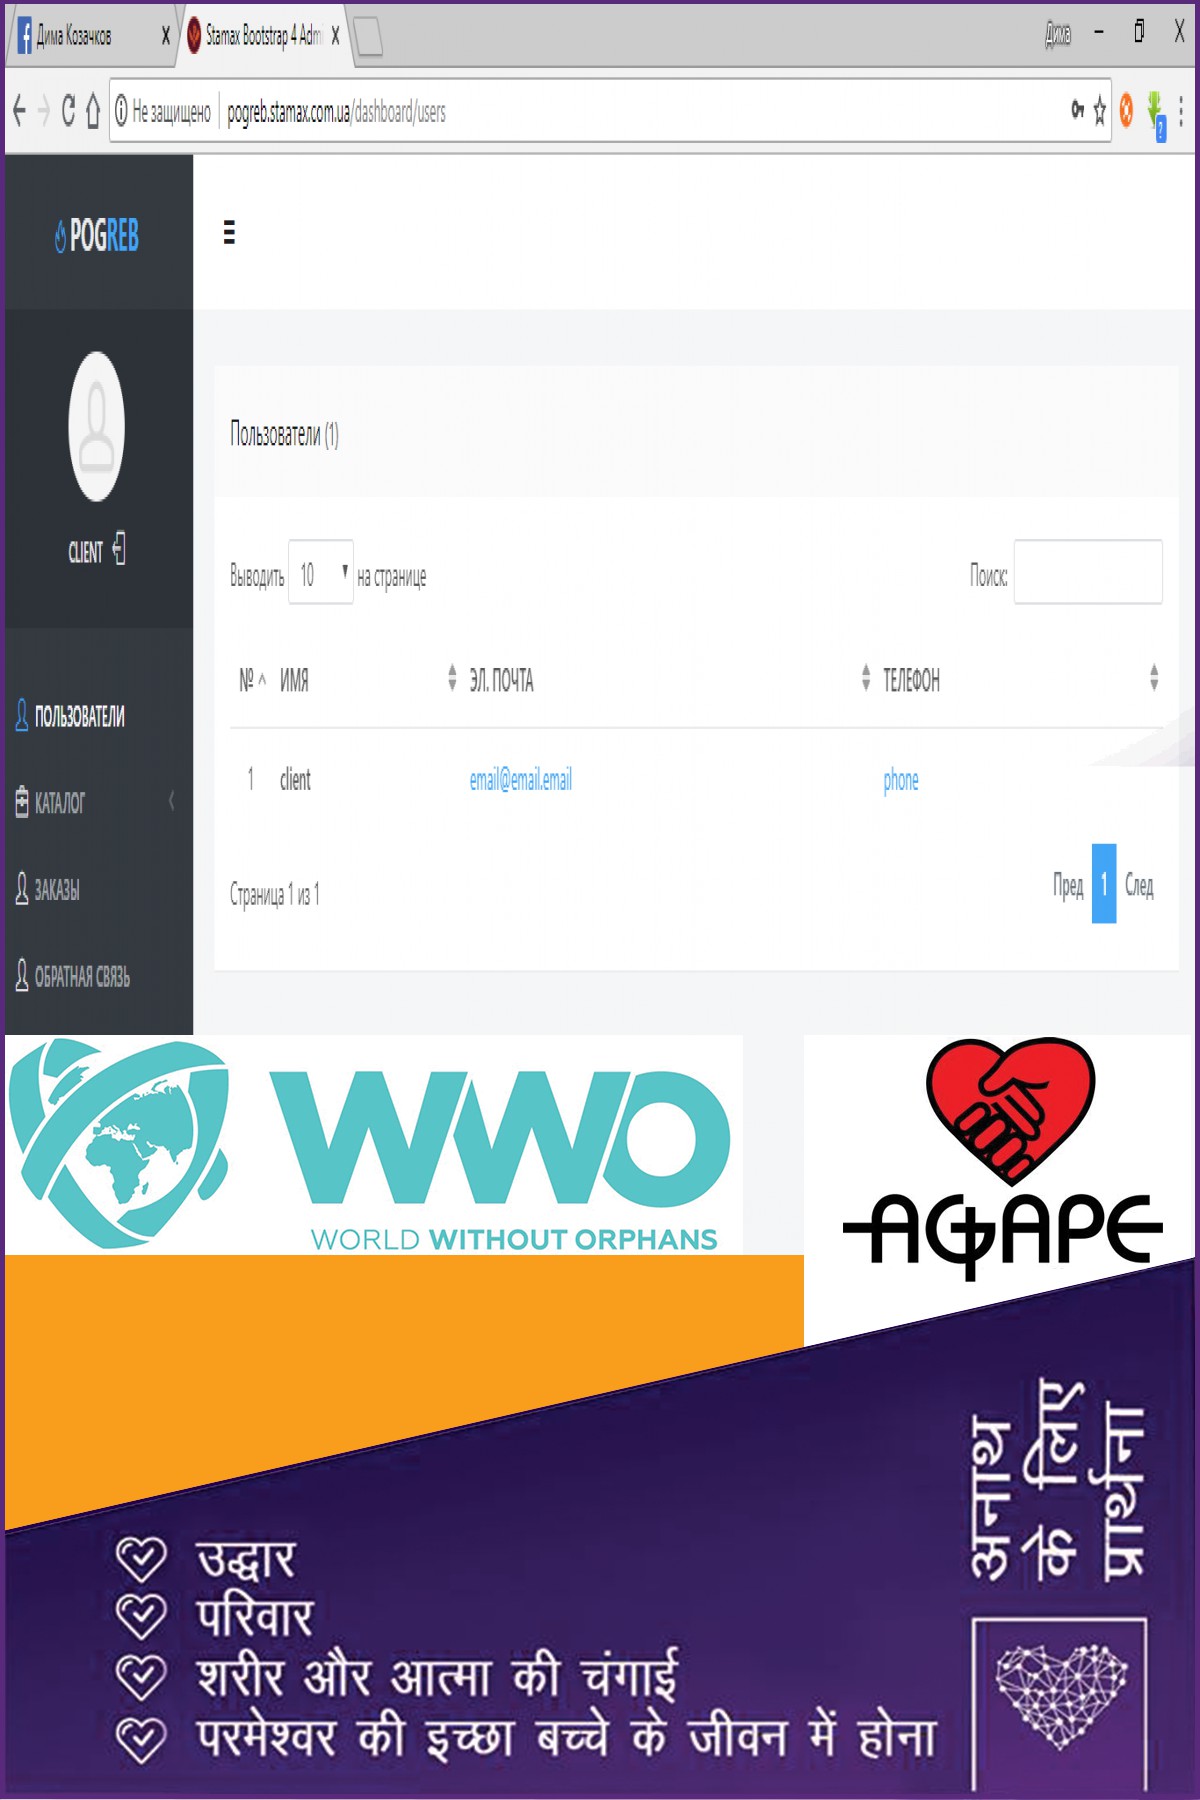 Дима Козачков
Stamax Bootstrap 4 Adm
Дима
Не защищено
pogreb.stamax.com.ua/dashboard/users
POGREB
CLIENT
ПОЛЬЗОВАТЕЛИ
КАТАЛОГ
ЗАКАЗЫ
ОБРАТНАЯ СВЯЗЬ
Пользователи (1)
Выводить 10 на странице
Поиск:
№ ИМЯ ЭЛ. ПОЧТА ТЕЛЕФОН
1 client email@email.email phone
Страница 1 из 1
Пред 1 След
WWO
WORLD WITHOUT ORPHANS
AGAPE
अनाथ
के लिए
प्रार्थना
उद्धार
परिवार
शरीर और आत्मा की चंगाई
परमेश्वर की इच्छा बच्चे के जीवन में होना